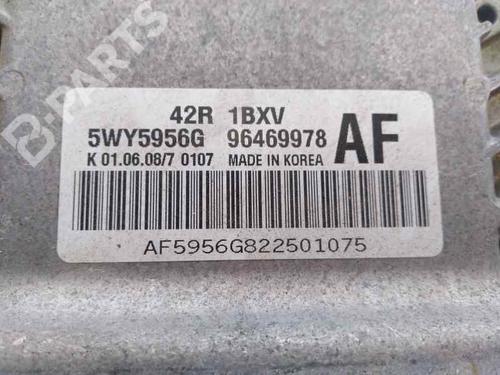 B-PARTS
42R 1BXV
5WY5956G 96469978 AF
K 01.06.08/7 0107 MADE IN KOREA
AF5956G822501075